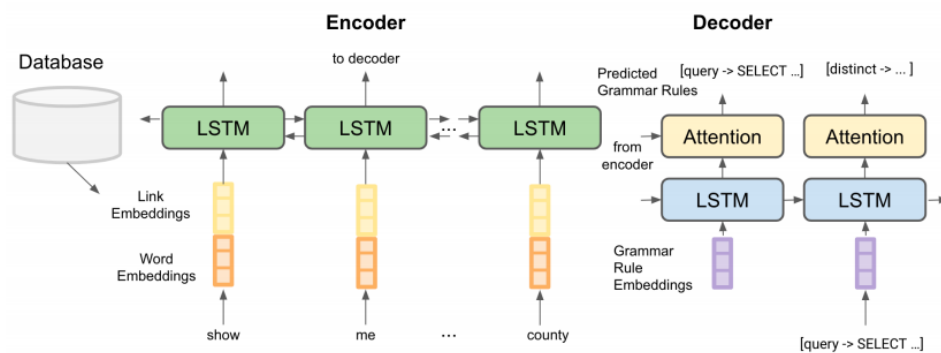 Encoder
Decoder
Database
to decoder
Predicted
Grammar Rules
[query -> SELECT ...]
[distinct -> ... ]
LSTM
LSTM
...
LSTM
Attention
Attention
from
encoder
LSTM
LSTM
Link
Embeddings
Word
Embeddings
Grammar
Rule
Embeddings
show
me
...
county
[query -> SELECT ...]